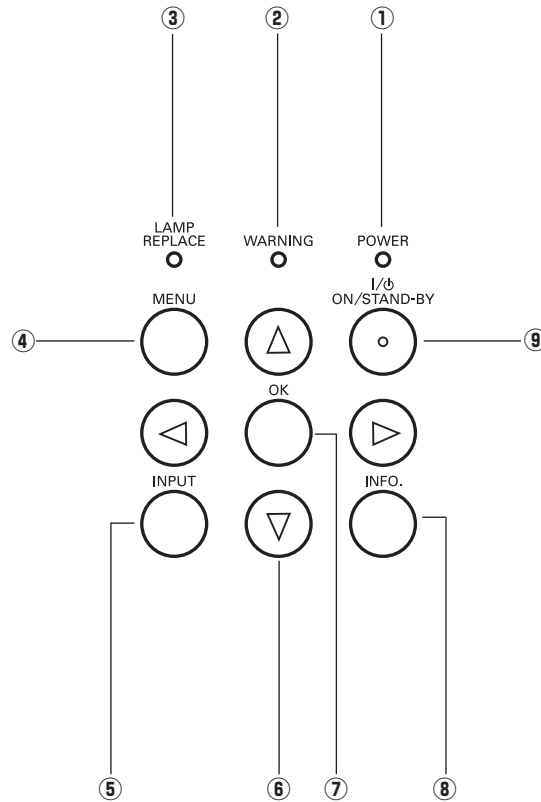 ③ ② ①
LAMP
REPLACE WARNING POWER
I/⏻
MENU ON/STAND-BY
④ ⑨
OK
INPUT INFO.
⑤ ⑥ ⑦ ⑧